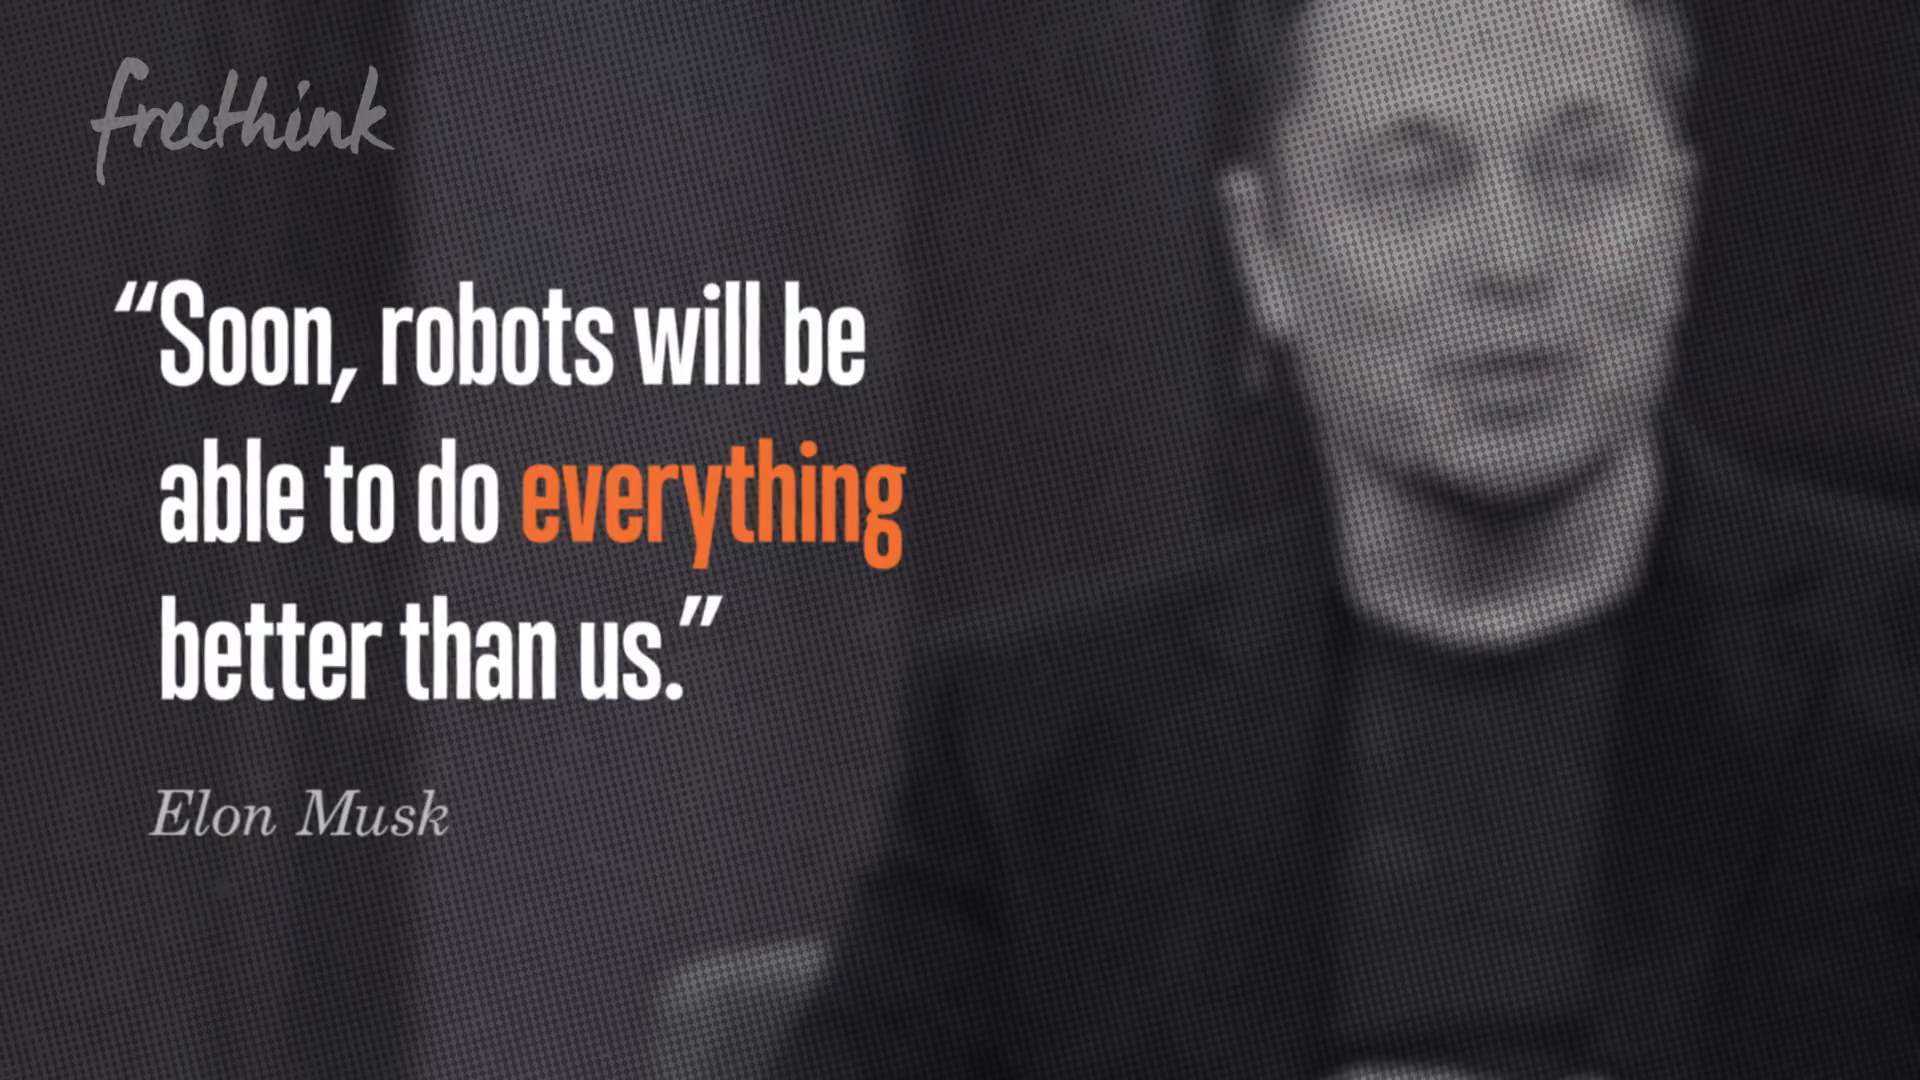 freethink
“Soon, robots will be
able to do everything
better than us.”
Elon Musk